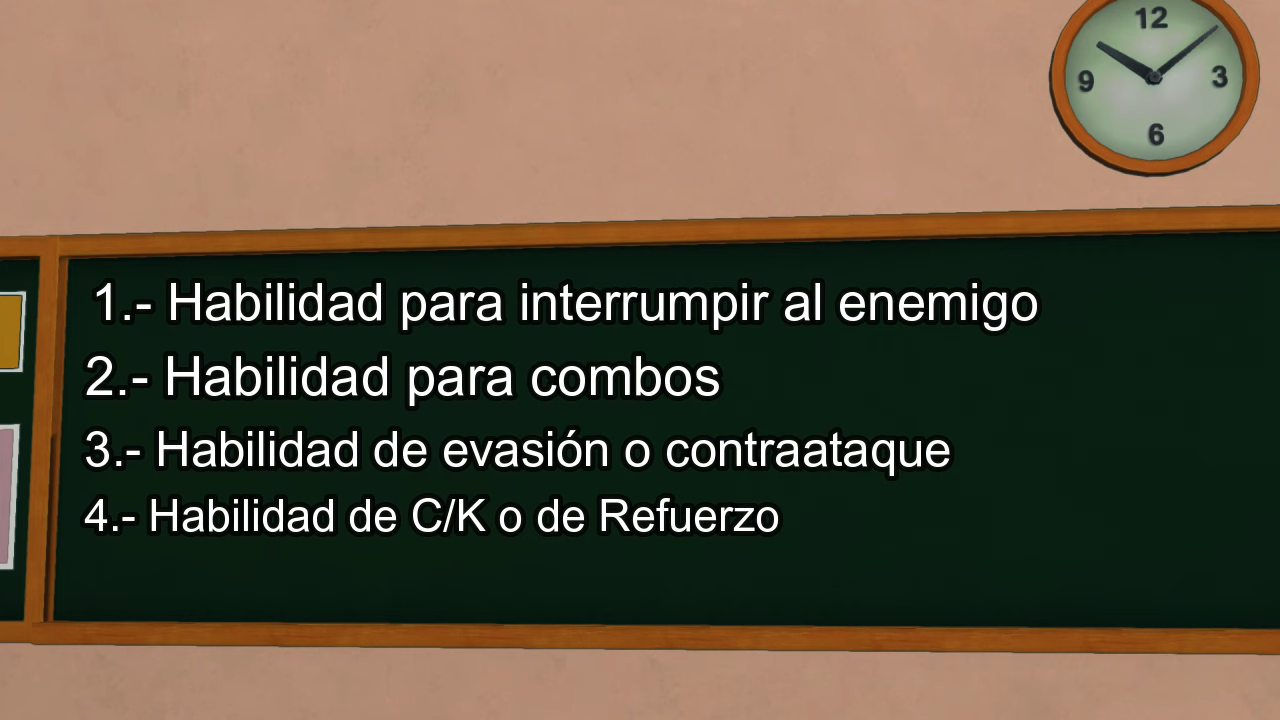 12
9
3
6
1.- Habilidad para interrumpir al enemigo
2.- Habilidad para combos
3.- Habilidad de evasión o contraataque
4.- Habilidad de C/K o de Refuerzo